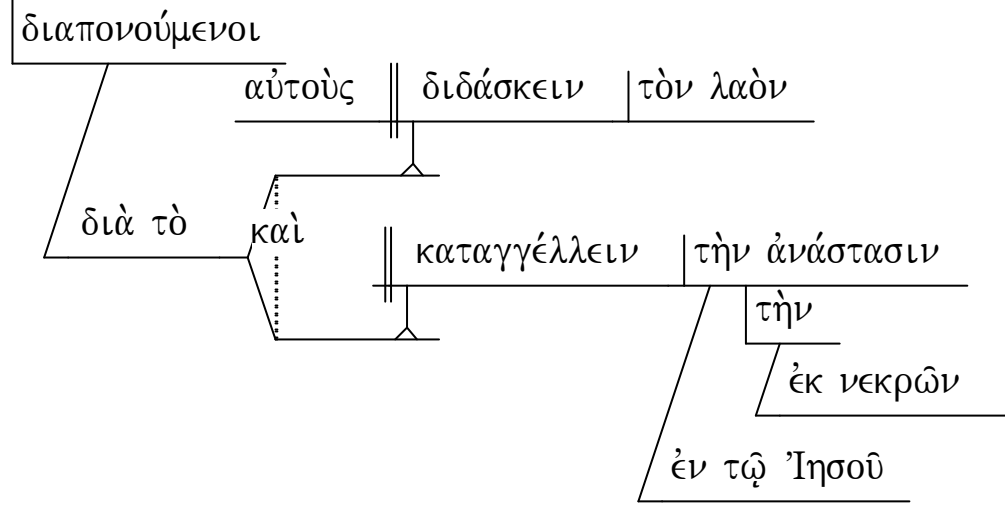 διαπονούμενοι
αὐτοὺς διδάσκειν τὸν λαὸν
διὰ τὸ
καὶ
καταγγέλλειν τὴν ἀνάστασιν
τὴν
ἐκ νεκρῶν
ἐν τῷ Ἰησοῦ